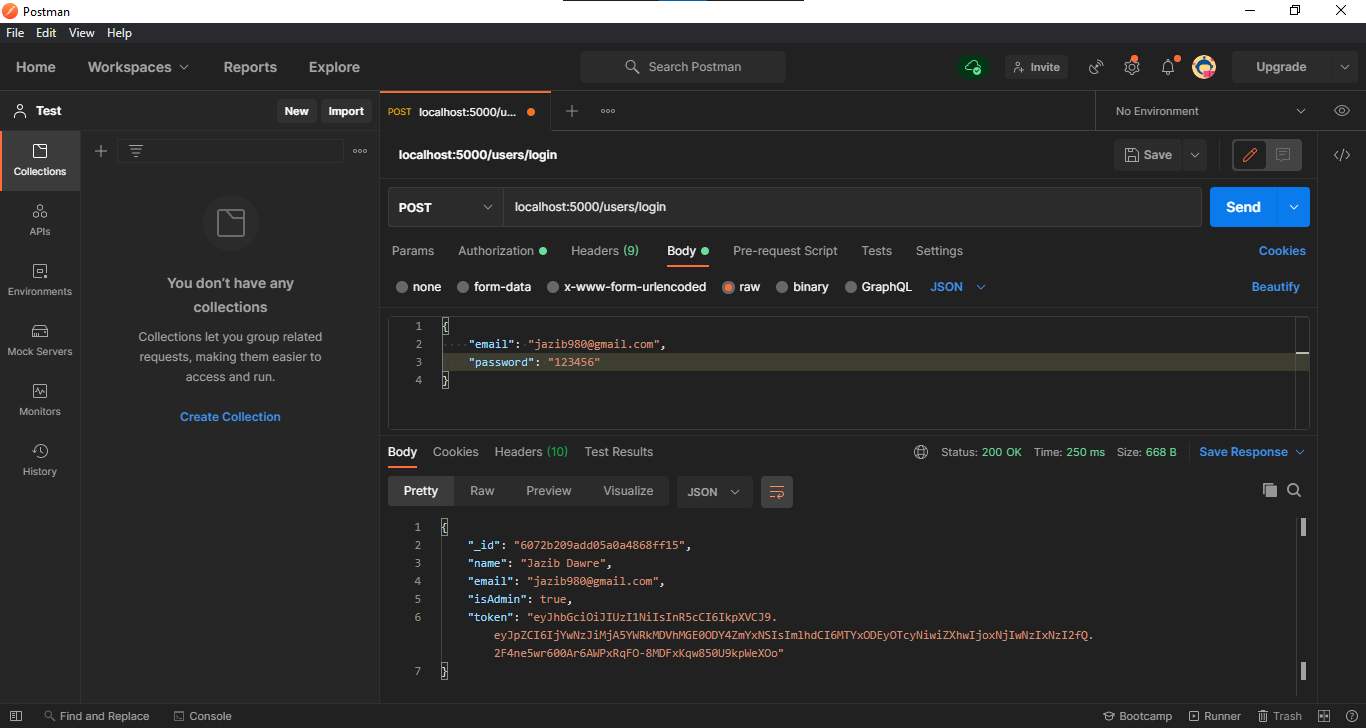 Postman
File Edit View Help
Home Workspaces Reports Explore Search Postman Invite Upgrade
Test New Import POST localhost:5000/u... No Environment
localhost:5000/users/login Save
Collections
APIs
Environments
Mock Servers
Monitors
History
You don't have any
collections
Collections let you group related
requests, making them easier to
access and run.
Create Collection
POST localhost:5000/users/login Send
Params Authorization Headers (9) Body Pre-request Script Tests Settings Cookies
none form-data x-www-form-urlencoded raw binary GraphQL JSON Beautify
1 {
2 "email": "jazib980@gmail.com",
3 "password": "123456"
4 }
Body Cookies Headers (10) Test Results Status: 200 OK Time: 250 ms Size: 668 B Save Response
Pretty Raw Preview Visualize JSON
1 {
2 "_id": "6072b209add05a0a4868ff15",
3 "name": "Jazib Dawre",
4 "email": "jazib980@gmail.com",
5 "isAdmin": true,
6 "token": "eyJhbGciOiJIUzI1NiIsInR5cCI6IkpXVCJ9.
eyJpZCI6IjYwNzJiMjA5YWRkMDVhMGE0ODY4ZmYxNSIsImlhdCI6MTYxODEyOTcyNiwiZXhwIjoxNjIwNzIxNzI2fQ.
2F4ne5wr600Ar6AWPxRqFO-8MDFxKqw850U9kpWeXOo"
7 }
Find and Replace Console Bootcamp Runner Trash